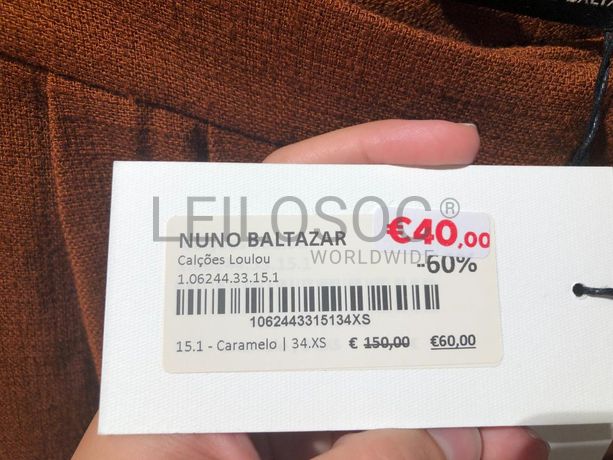 LEILOSOC®
WORLDWIDE
€40,00
NUNO BALTAZAR
-60%
Calções Loulou
1.06244.33.15.1
1062443315134XS
15.1 - Caramelo | 34.XS € 150,00 €60,00